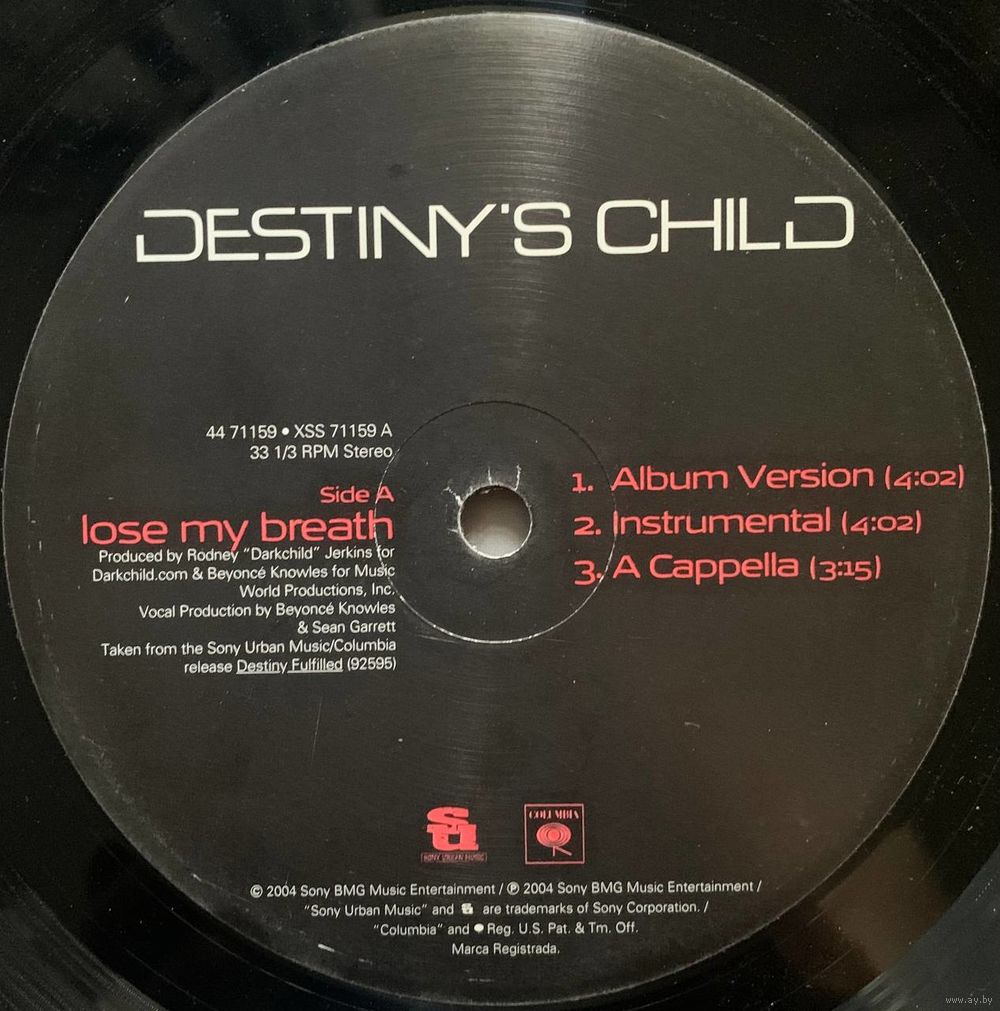 DESTINY'S CHILD
44 71159 • XSS 71159 A
33 1/3 RPM Stereo
Side A
lose my breath
Produced by Rodney "Darkchild" Jerkins for
Darkchild.com & Beyoncé Knowles for Music
World Productions, Inc.
Vocal Production by Beyoncé Knowles
& Sean Garrett
Taken from the Sony Urban Music/Columbia
release Destiny Fulfilled (92595)
1. Album Version (4:02)
2. Instrumental (4:02)
3. A Cappella (3:15)
su
SONY URBAN MUSIC
COLUMBIA
© 2004 Sony BMG Music Entertainment / ℗ 2004 Sony BMG Music Entertainment /
"Sony Urban Music" and su are trademarks of Sony Corporation. /
"Columbia" and Reg. U.S. Pat. & Tm. Off.
Marca Registrada.
www.ay.by